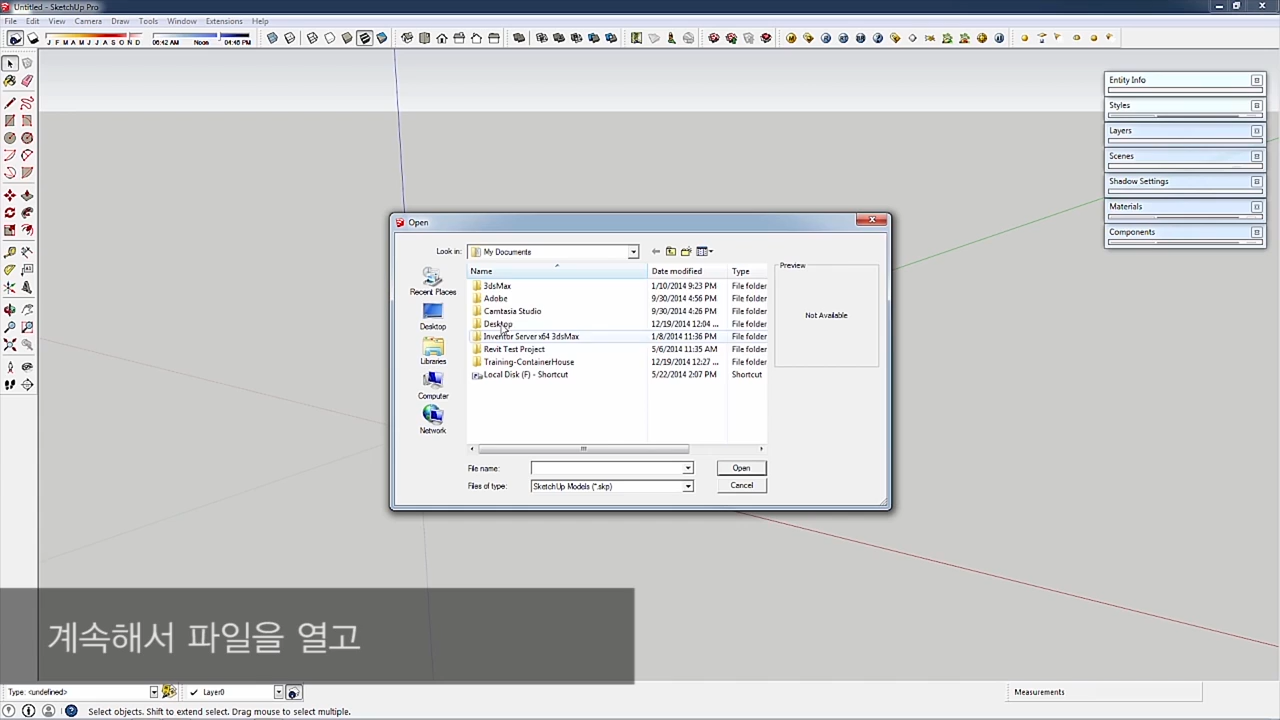 Untitled - SketchUp Pro
File Edit View Camera Draw Tools Window Extensions Help
J F M A M J J A S O N D 06:42 AM Noon 04:46 PM
Entity Info
Styles
Layers
Scenes
Shadow Settings
Materials
Components
Open
Look in: My Documents
Name Date modified Type
Recent Places
Desktop
Libraries
Computer
Network
3dsMax 1/10/2014 9:23 PM File folder
Adobe 9/30/2014 4:56 PM File folder
Camtasia Studio 9/30/2014 4:26 PM File folder
Desktop 12/19/2014 12:04 ... File folder
Inventor Server x64 3dsMax 1/8/2014 11:36 PM File folder
Revit Test Project 5/6/2014 11:35 AM File folder
Training-ContainerHouse 12/19/2014 12:27 ... File folder
Local Disk (F) - Shortcut 5/22/2014 2:07 PM Shortcut
Preview
Not Available
File name: Open
Files of type: SketchUp Models (*.skp) Cancel
계속해서 파일을 열고
Type: <undefined> Layer0 Measurements
Select objects. Shift to extend select. Drag mouse to select multiple.